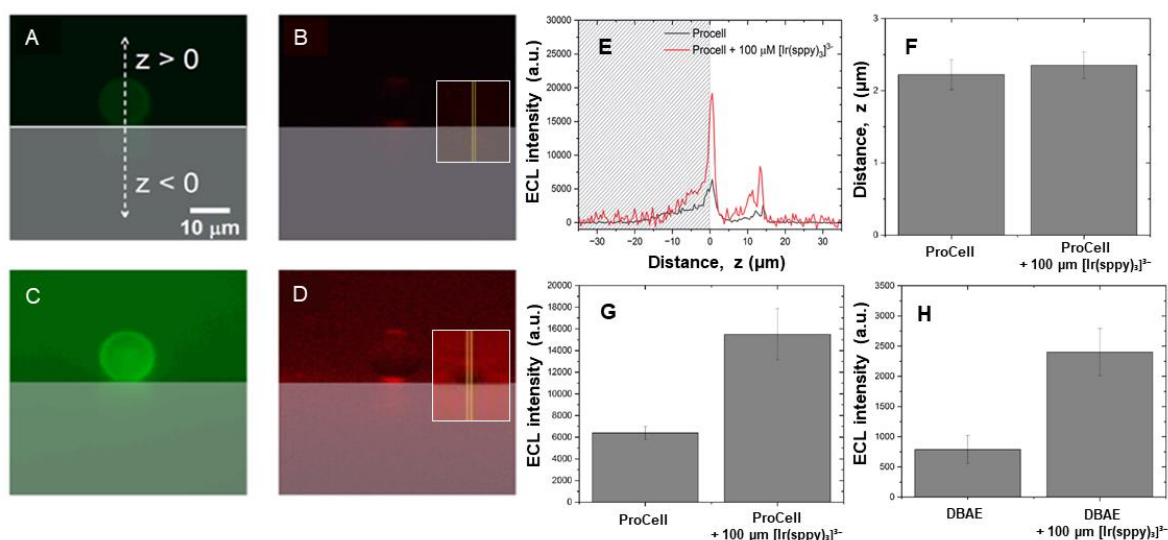 A
z > 0
z < 0
10 μm
B
C
D
E
Procell
Procell + 100 μM [Ir(sppy)₃]³⁻
ECL intensity (a.u.)
30000
25000
20000
15000
10000
5000
0
−30 −20 −10 0 10 20 30
Distance, z (μm)
F
Distance, z (μm)
3
2
1
0
ProCell
ProCell
+ 100 μm [Ir(sppy)₃]³⁻
G
ECL intensity (a.u.)
20000
18000
16000
14000
12000
10000
8000
6000
4000
2000
0
ProCell
ProCell
+ 100 μm [Ir(sppy)₃]³⁻
H
ECL intensity (a.u.)
3500
3000
2500
2000
1500
1000
500
0
DBAE
DBAE
+ 100 μm [Ir(sppy)₃]³⁻